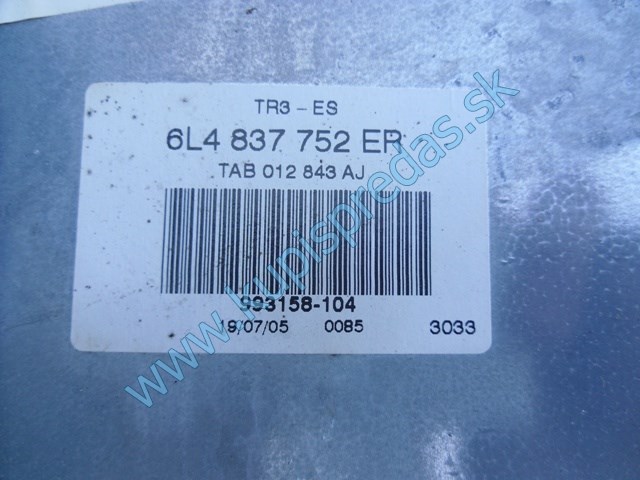 TR3 - ES
6L4 837 752 ER
TAB 012 843 AJ
993158-104
19/07/05 0085 3033
www.kupispredas.sk